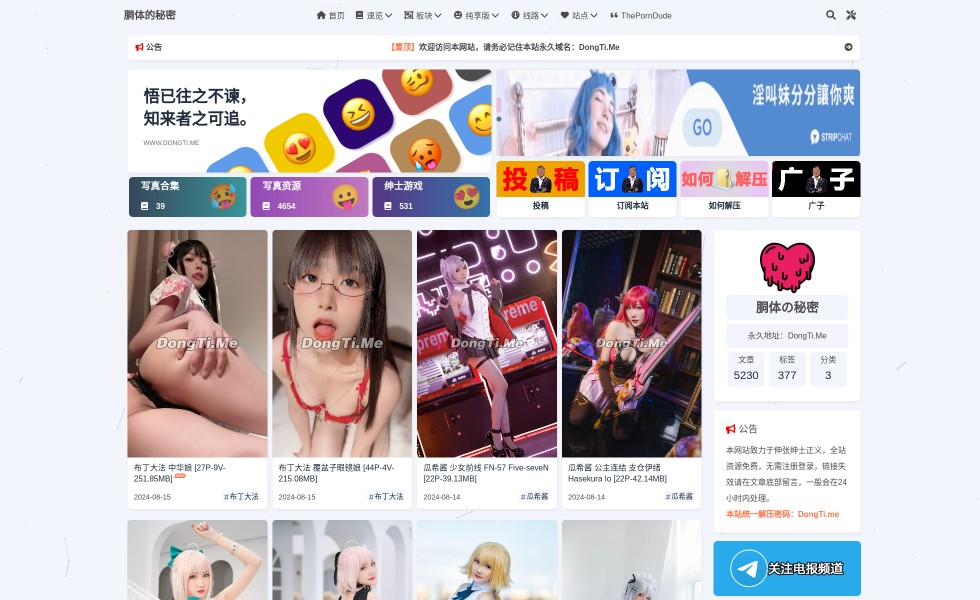 胴体的秘密
首页 速览 板块 纯享版 线路 站点 ThePornDude
公告
【置顶】欢迎访问本网站，请务必记住本站永久域名：DongTi.Me
悟已往之不谏，
知来者之可追。
WWW.DONGTI.ME
淫叫妹分分讓你爽
GO
STRIPCHAT
写真合集
39
写真资源
4654
绅士游戏
531
投稿
订阅
如何解压
广子
投稿
订阅本站
如何解压
广子
DongTi.Me
DongTi.Me
DongTi.Me
DongTi.Me
布丁大法 中华娘 [27P-9V-
251.85MB]
2024-08-15 #布丁大法
布丁大法 覆盆子眼镜娘 [44P-4V-
215.08MB]
2024-08-15 #布丁大法
瓜希酱 少女前线 FN-57 Five-seveN
[22P-39.13MB]
2024-08-14 #瓜希酱
瓜希酱 公主连结 支仓伊绪
Hasekura Io [22P-42.14MB]
2024-08-14 #瓜希酱
胴体の秘密
永久地址：DongTi.Me
文章 标签 分类
5230 377 3
公告
本网站致力于伸张绅士正义，全站
资源免费，无需注册登录，链接失
效请在文章底部留言，一般会在24
小时内处理。
本站统一解压密码：DongTi.me
关注电报频道